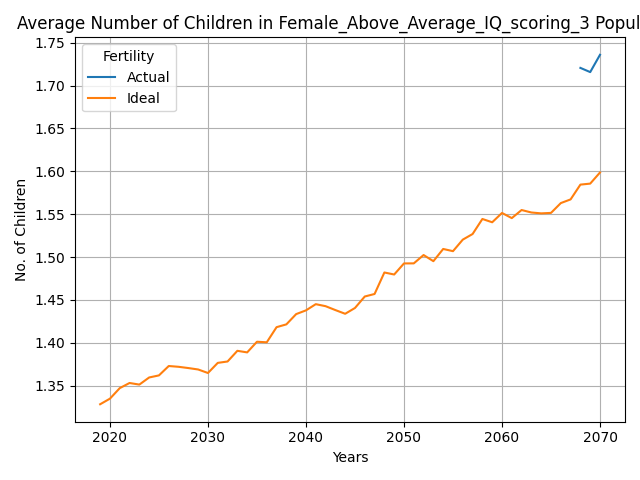 Average Number of Children in Female_Above_Average_IQ_scoring_3 Popul
1.75
1.70
1.65
1.60
1.55
1.50
1.45
1.40
1.35
No. of Children
Fertility
Actual
Ideal
2020 2030 2040 2050 2060 2070
Years